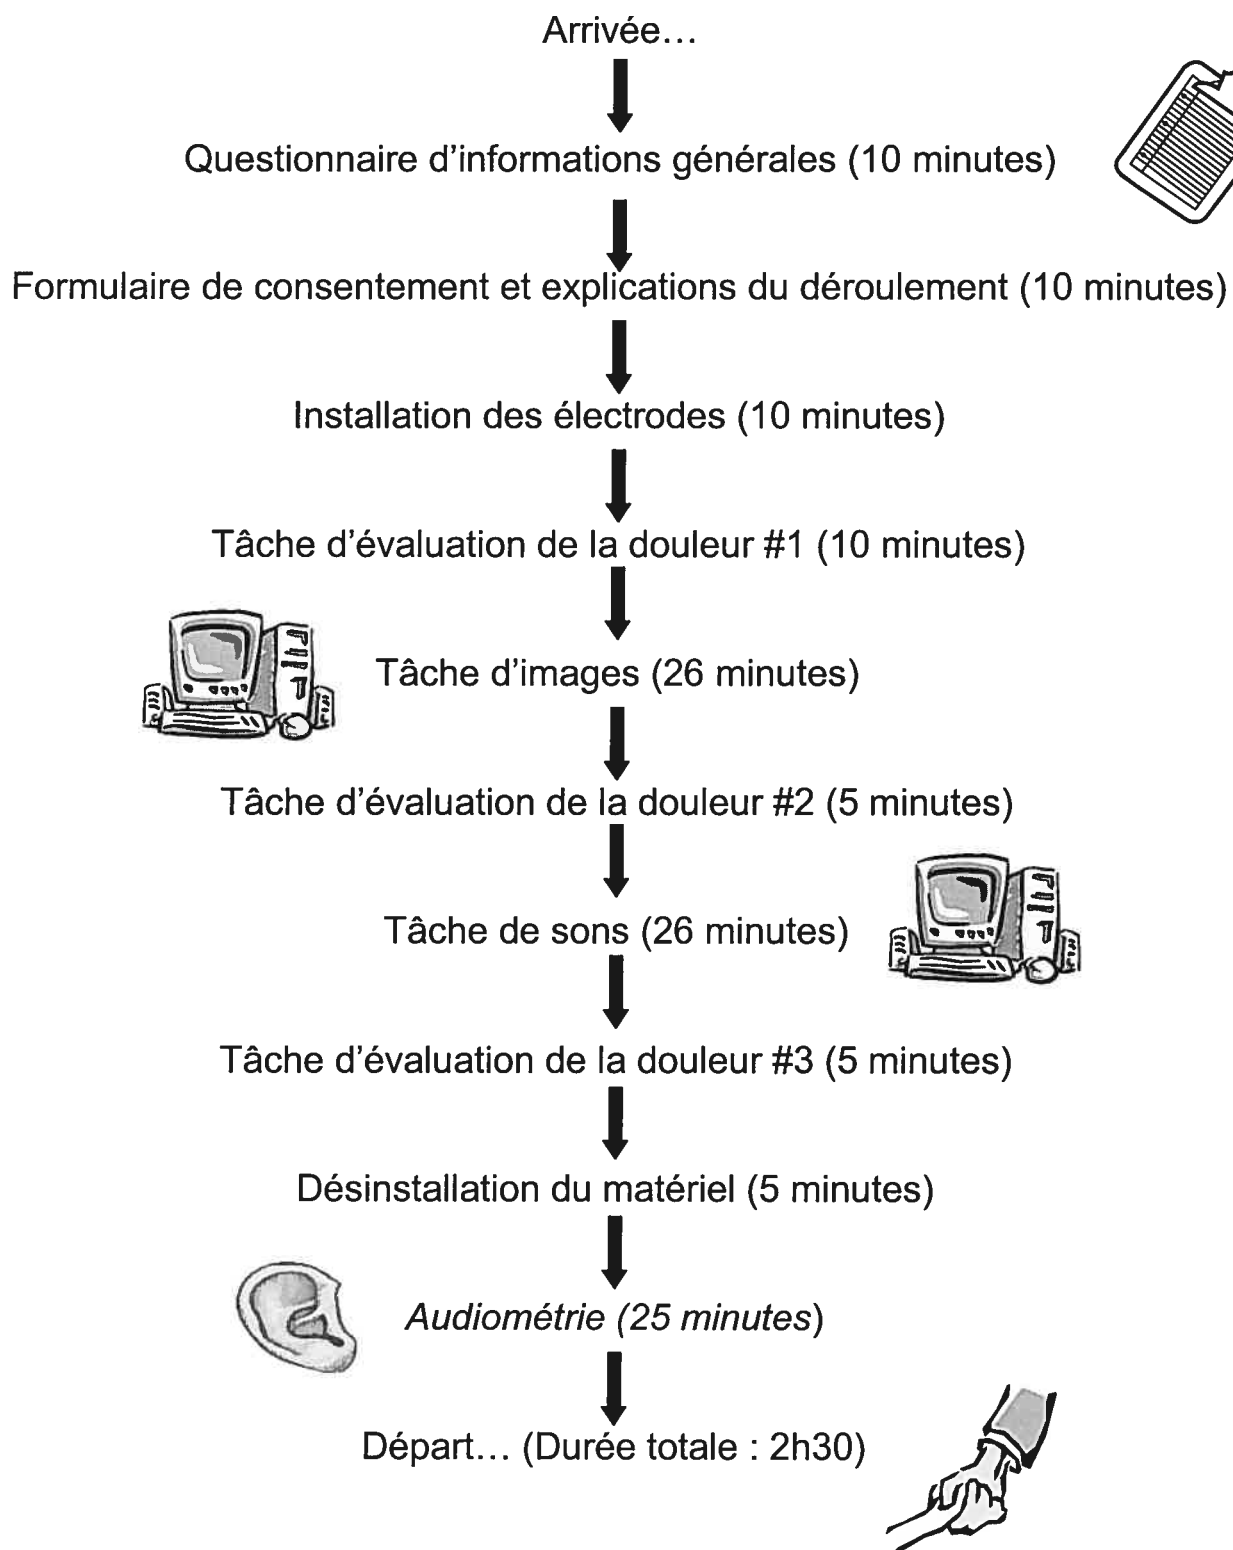 Arrivée…
Questionnaire d'informations générales (10 minutes)
Formulaire de consentement et explications du déroulement (10 minutes)
Installation des électrodes (10 minutes)
Tâche d'évaluation de la douleur #1 (10 minutes)
Tâche d'images (26 minutes)
Tâche d'évaluation de la douleur #2 (5 minutes)
Tâche de sons (26 minutes)
Tâche d'évaluation de la douleur #3 (5 minutes)
Désinstallation du matériel (5 minutes)
Audiométrie (25 minutes)
Départ… (Durée totale : 2h30)